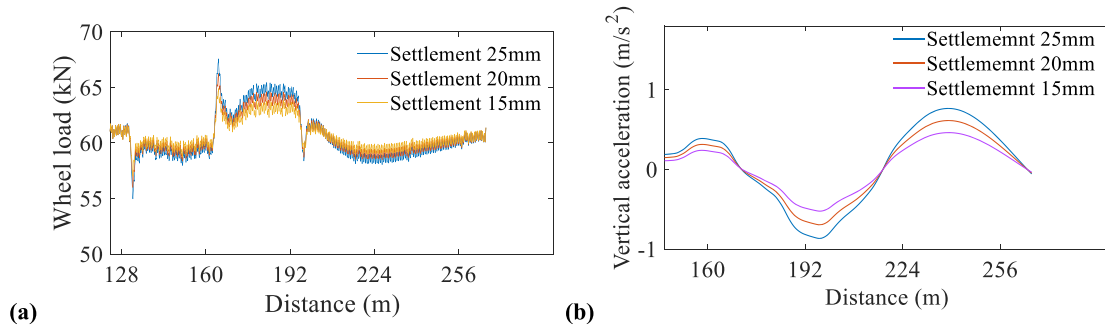 (a)
Wheel load (kN)
70
65
60
55
50
Settlement 25mm
Settlement 20mm
Settlement 15mm
128 160 192 224 256
Distance (m)
(b)
Vertical acceleration (m/s²)
1
0
-1
Settlememnt 25mm
Settlememnt 20mm
Settlememnt 15mm
160 192 224 256
Distance (m)